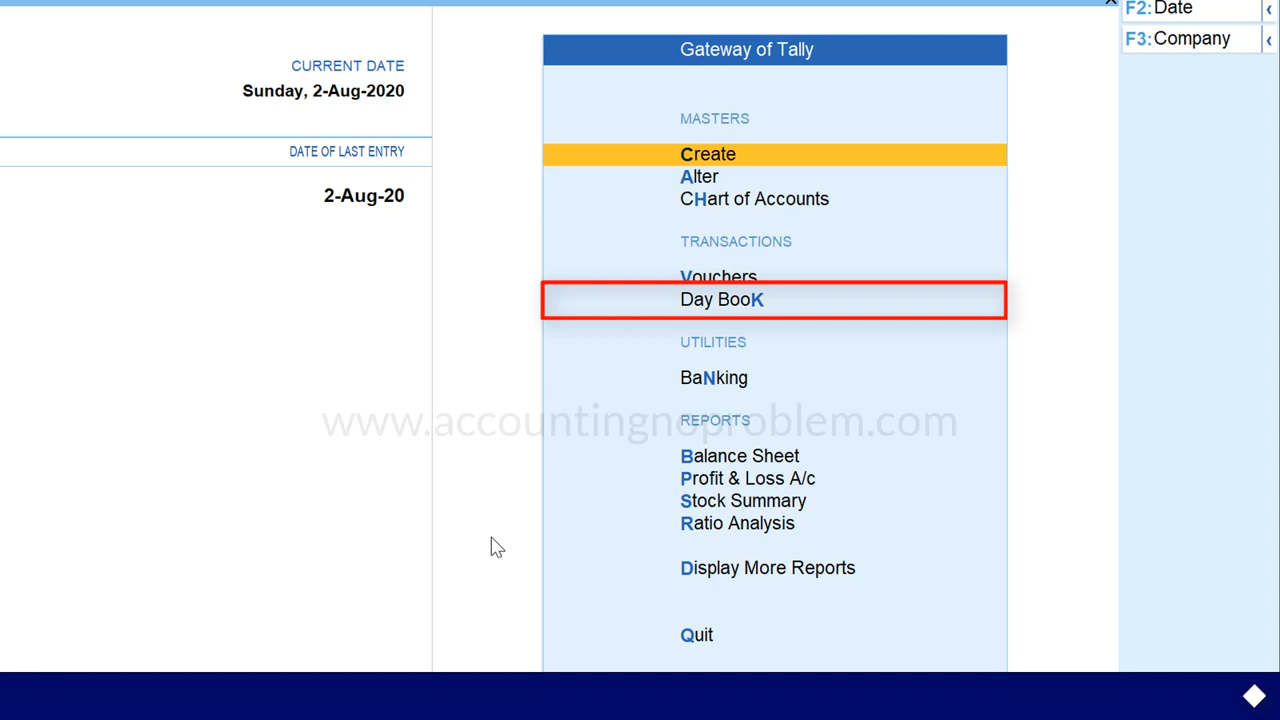 F2: Date
F3: Company
CURRENT DATE
Sunday, 2-Aug-2020
DATE OF LAST ENTRY
2-Aug-20
Gateway of Tally
MASTERS
Create
Alter
CHart of Accounts
TRANSACTIONS
Vouchers
Day BooK
UTILITIES
BaNking
REPORTS
Balance Sheet
Profit & Loss A/c
Stock Summary
Ratio Analysis
Display More Reports
Quit
www.accountingnoproblem.com